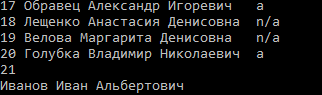 17 Образец Александр Игоревич   a
18 Лещенко Анастасия Денисовна  n/a
19 Велова Маргарита Денисовна   n/a
20 Голубка Владимир Николаевич  a
21
Иванов Иван Альбертович